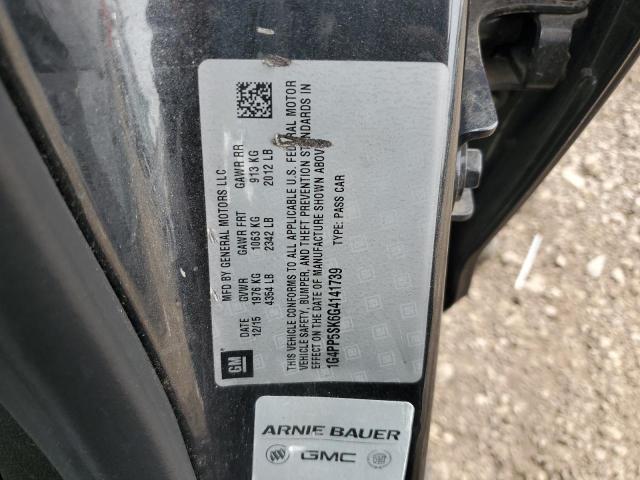 MFD BY GENERAL MOTORS LLC
DATE GVWR GAWR FRT GAWR RR
12/15 1976 KG 1063 KG 913 KG
4354 LB 2342 LB 2012 LB
THIS VEHICLE CONFORMS TO ALL APPLICABLE U.S. FEDERAL MOTOR
VEHICLE SAFETY, BUMPER, AND THEFT PREVENTION STANDARDS IN
EFFECT ON THE DATE OF MANUFACTURE SHOWN ABOVE.
1G4PP5SK6G4141739 TYPE: PASS CAR
GM
ARNIE BAUER
GMC